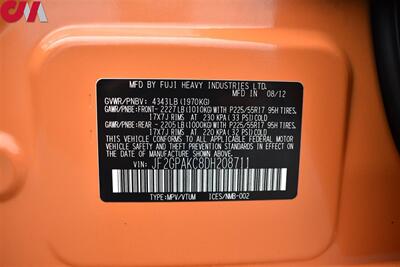 MFD BY FUJI HEAVY INDUSTRIES LTD.
IN 08/12
GVWR/PNBV: 4343LB(1970KG)
GAWR/PNBE:FRONT- 2227LB(1010KG) WITH P225/55R17 95H TIRES.
17X7J RIMS AT 230 KPA (33 PSI) COLD.
GAWR/PNBE:REAR - 2205LB(1000KG) WITH P225/55R17 95H TIRES.
17X7J RIMS AT 220 KPA (32 PSI) COLD.
THIS VEHICLE CONFORMS TO ALL APPLICABLE FEDERAL MOTOR
VEHICLE SAFETY, BUMPER, AND THEFT PREVENTION STANDARDS
IN EFFECT ON THE DATE OF MANUFACTURE SHOWN ABOVE.
VIN: JF2GPAKC8DH208711
TYPE:MPV/VTUM ICES/NMB-002